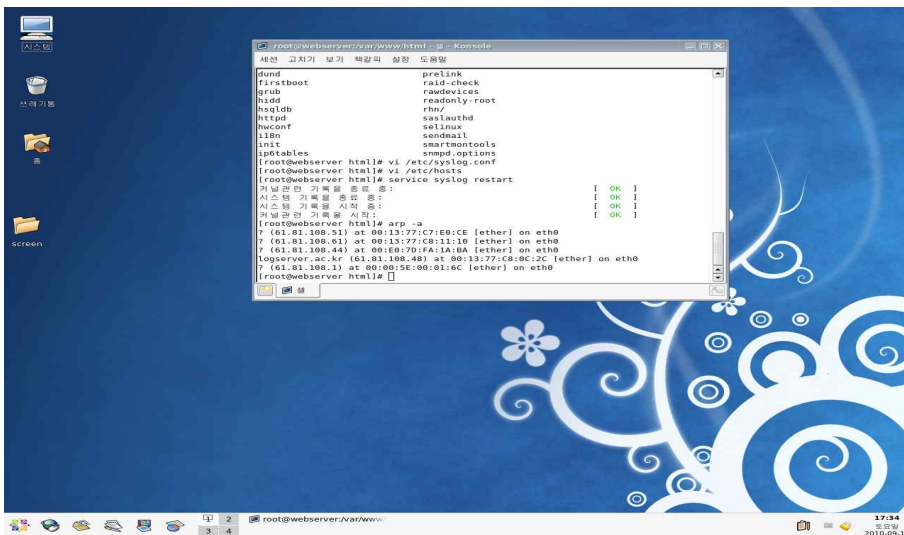 시스템
쓰레기통
홈
screen
root@webserver:/var/www/html - 셸 - Konsole
세션 고치기 보기 책갈피 설정 도움말
dund prelink
firstboot raid-check
grub rawdevices
hidd readonly-root
hsqldb rhn/
httpd saslauthd
hwconf selinux
i18n sendmail
init smartmontools
ip6tables snmpd.options
[root@webserver html]# vi /etc/syslog.conf
[root@webserver html]# vi /etc/hosts
[root@webserver html]# service syslog restart
커널관련 기록을 종료 중: [ OK ]
시스템 기록을 종료 중: [ OK ]
시스템 기록을 시작 중: [ OK ]
커널관련 기록을 시작: [ OK ]
[root@webserver html]# arp -a
? (61.81.108.51) at 00:13:77:C7:E0:CE [ether] on eth0
? (61.81.108.61) at 00:13:77:C8:11:10 [ether] on eth0
? (61.81.108.44) at 00:E0:7D:FA:1A:BA [ether] on eth0
logserver.ac.kr (61.81.108.48) at 00:13:77:C8:0C:2C [ether] on eth0
? (61.81.108.1) at 00:00:5E:00:01:6C [ether] on eth0
[root@webserver html]#
셸
1 2
3 4
root@webserver:/var/www/
17:34
토요일
2010-09-1